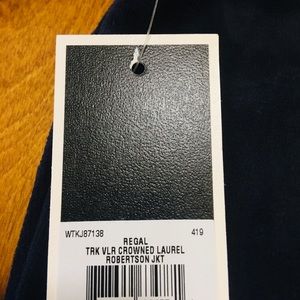 WTKJ87138 419
REGAL
TRK VLR CROWNED LAUREL
ROBERTSON JKT